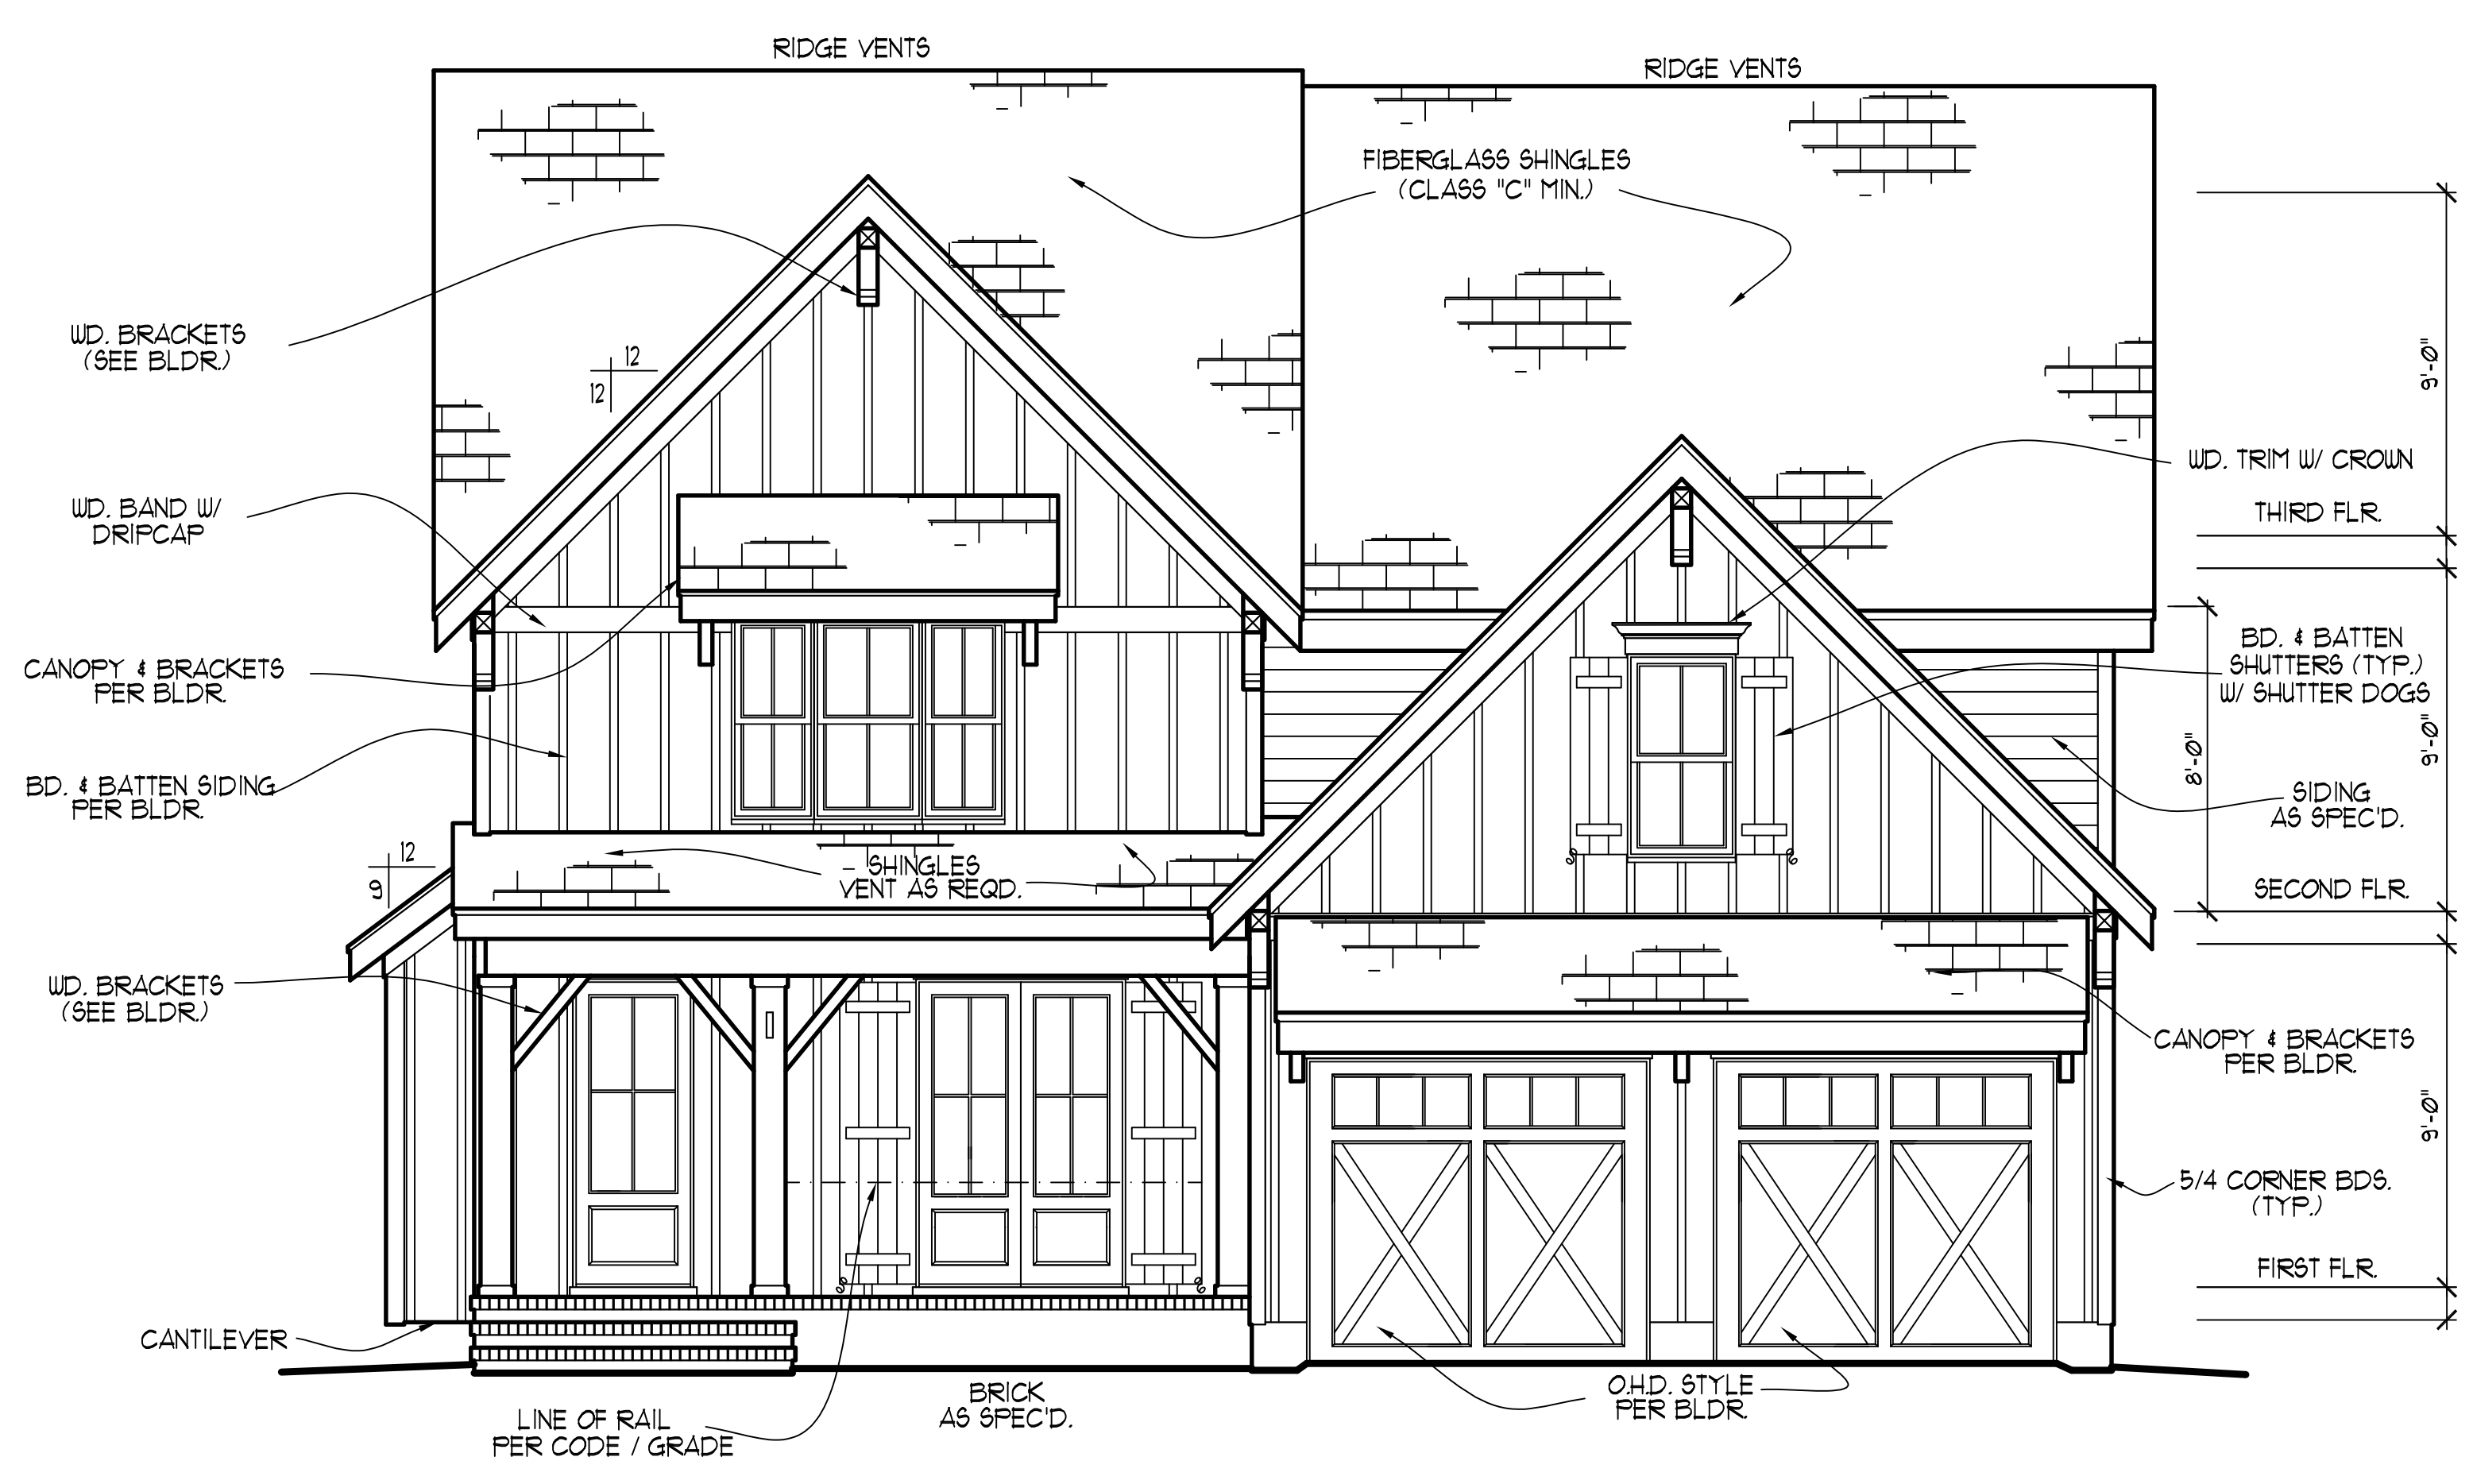 RIDGE VENTS
RIDGE VENTS
FIBERGLASS SHINGLES
(CLASS "C" MIN.)
WD. BRACKETS
(SEE BLDR.)
12
12
9'-0"
WD. TRIM W/ CROWN
WD. BAND W/
DRIPCAP
THIRD FLR.
CANOPY & BRACKETS
PER BLDR.
BD. & BATTEN
SHUTTERS (TYP.)
W/ SHUTTER DOGS
8'-0"
9'-0"
BD. & BATTEN SIDING
PER BLDR.
SIDING
AS SPEC'D.
12
9
SHINGLES
VENT AS REQD.
SECOND FLR.
WD. BRACKETS
(SEE BLDR.)
CANOPY & BRACKETS
PER BLDR.
9'-0"
5/4 CORNER BDS.
(TYP.)
FIRST FLR.
CANTILEVER
BRICK
AS SPEC'D.
O.H.D. STYLE
PER BLDR.
LINE OF RAIL
PER CODE / GRADE